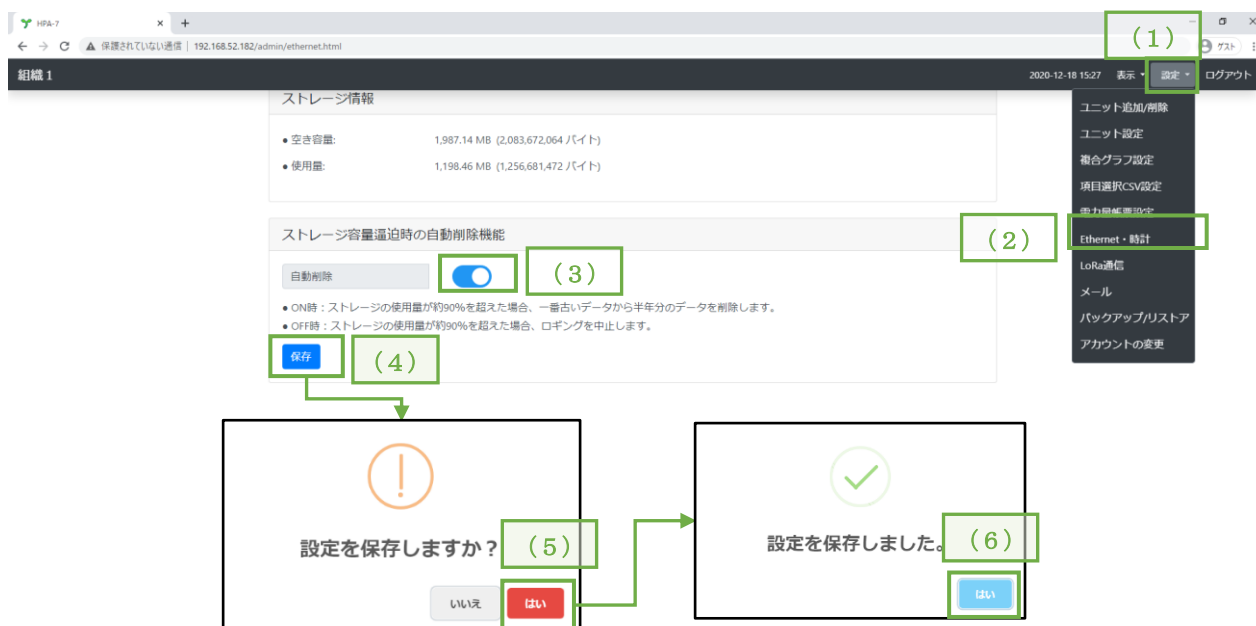 HPA-7
保護されていない通信 | 192.168.52.182/admin/ethernet.html
ゲスト
(1)
組織 1
2020-12-18 15:27 表示 設定 ログアウト
ストレージ情報
● 空き容量: 1,987.14 MB (2,083,672,064 バイト)
● 使用量: 1,198.46 MB (1,256,681,472 バイト)
ユニット追加/削除
ユニット設定
複合グラフ設定
項目選択CSV設定
電力量帳票設定
(2)
Ethernet・時計
LoRa通信
メール
バックアップ/リストア
アカウントの変更
ストレージ容量逼迫時の自動削除機能
自動削除
(3)
● ON時:ストレージの使用量が約90%を超えた場合、一番古いデータから半年分のデータを削除します。
● OFF時:ストレージの使用量が約90%を超えた場合、ロギングを中止します。
保存
(4)
設定を保存しますか?
(5)
いいえ はい
設定を保存しました。
(6)
はい